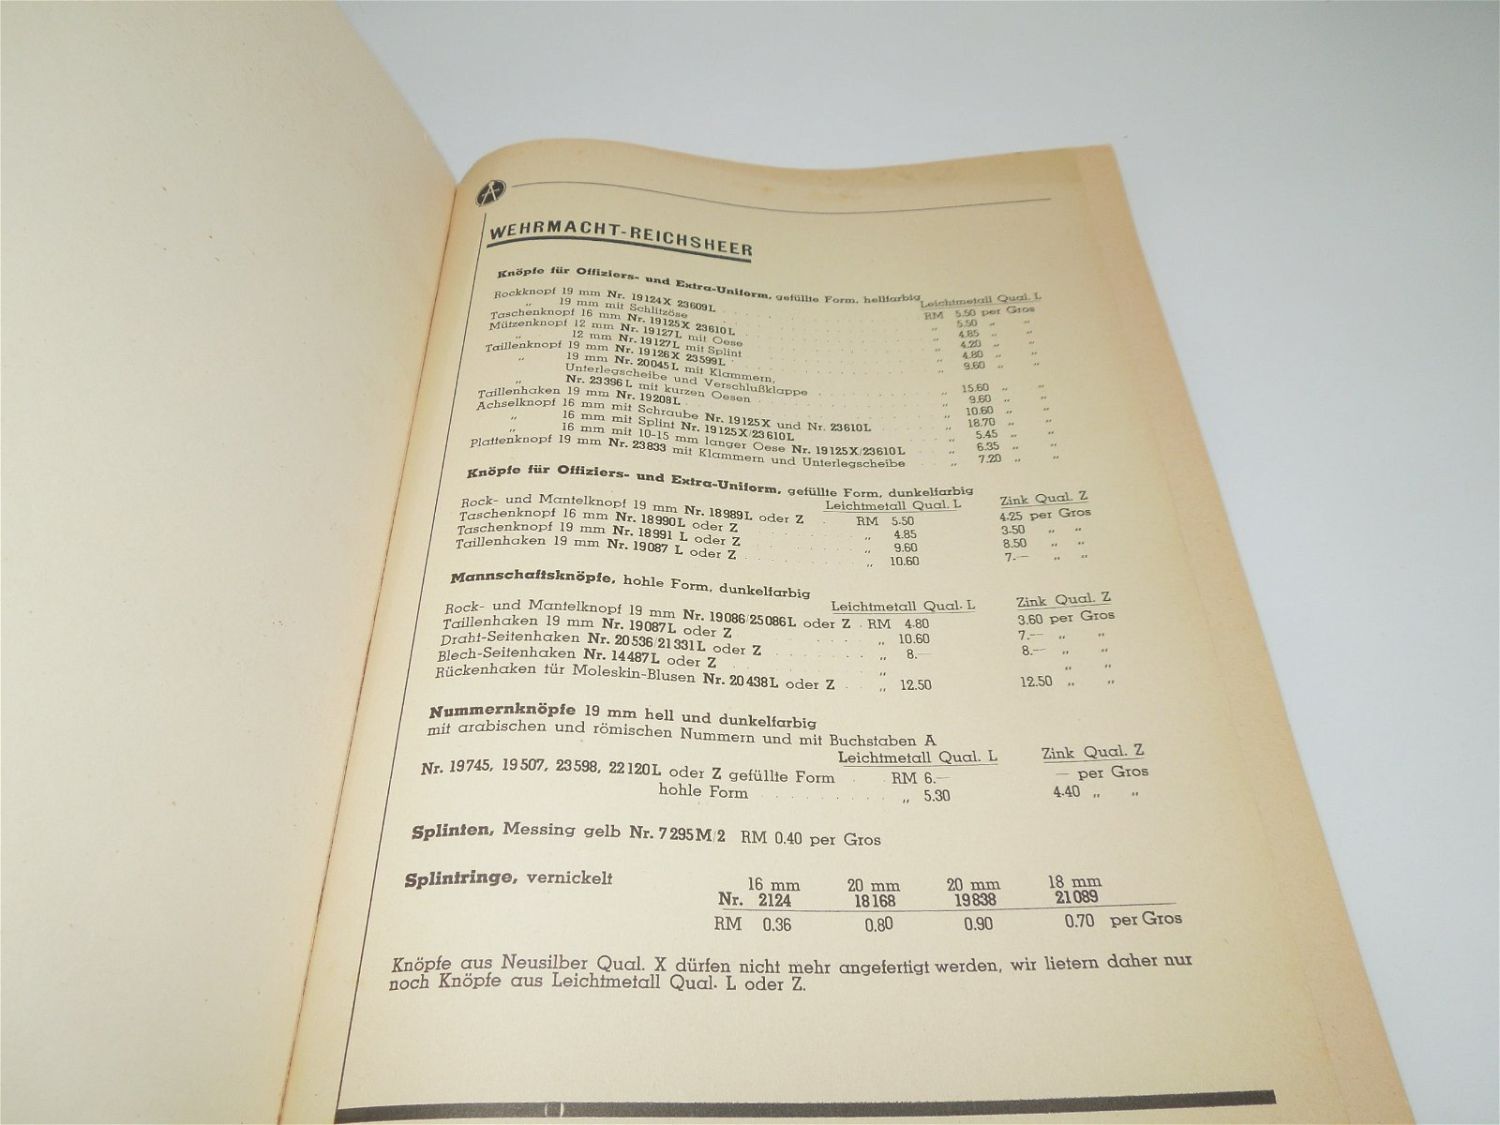 WEHRMACHT-REICHSHEER
Knöpfe für Offiziers- und Extra-Uniform, gefüllte Form, hellfarbig Leichtmetall Qual. L
Rockknopf 19 mm Nr. 19124X 23609L RM 5.50 per Gros
„ 19 mm mit Schlitzöse „ 5.50 „ „
Taschenknopf 16 mm Nr. 19125X 23610L „ 4.85 „ „
Mützenknopf 12 mm Nr. 19127L mit Oese „ 4.20 „ „
„ 12 mm Nr. 19127L mit Splint „ 4.80 „ „
Taillenknopf 19 mm Nr. 19126X 23599L „ 9.60 „ „
„ 19 mm Nr. 20045L mit Klammern,
Unterlegscheibe und Verschlußklappe „ 15.60 „ „
„ Nr. 23396L mit kurzen Oesen „ 9.60 „ „
Taillenhaken 19 mm Nr. 19208L „ 10.60 „ „
Achselknopf 16 mm mit Schraube Nr. 19125X und Nr. 23610L „ 18.70 „ „
„ 16 mm mit Splint Nr. 19125X/23610L „ 5.45 „ „
„ 16 mm mit 10-15 mm langer Oese Nr. 19125X/23610L „ 6.35 „ „
Plattenknopf 19 mm Nr. 23833 mit Klammern und Unterlegscheibe „ 7.20 „ „
Knöpfe für Offiziers- und Extra-Uniform, gefüllte Form, dunkelfarbig
Leichtmetall Qual. L Zink Qual. Z
Rock- und Mantelknopf 19 mm Nr. 18989L oder Z RM 5.50 4.25 per Gros
Taschenknopf 16 mm Nr. 18990L oder Z „ 4.85 3.50 „ „
Taschenknopf 19 mm Nr. 18991 L oder Z „ 9.60 8.50 „ „
Taillenhaken 19 mm Nr. 19087 L oder Z „ 10.60 7.— „ „
Mannschaftsknöpfe, hohle Form, dunkelfarbig
Leichtmetall Qual. L Zink Qual. Z
Rock- und Mantelknopf 19 mm Nr. 19086/25086L oder Z RM 4.80 3.60 per Gros
Taillenhaken 19 mm Nr. 19087L oder Z „ 10.60 7.— „ „
Draht-Seitenhaken Nr. 20536/21331L oder Z „ 8.— 8.— „ „
Blech-Seitenhaken Nr. 14487L oder Z „ „ „
Rückenhaken für Moleskin-Blusen Nr. 20438L oder Z „ 12.50 12.50 „ „
Nummernknöpfe 19 mm hell und dunkelfarbig
mit arabischen und römischen Nummern und mit Buchstaben A
Leichtmetall Qual. L Zink Qual. Z
Nr. 19745, 19507, 23598, 22120L oder Z gefüllte Form RM 6.— — per Gros
hohle Form „ 5.30 4.40 „ „
Splinten, Messing gelb Nr. 7295M/2 RM 0.40 per Gros
Splintringe, vernickelt
16 mm 20 mm 20 mm 18 mm
Nr. 2124 18168 19838 21089
RM 0.36 0.80 0.90 0.70 per Gros
Knöpfe aus Neusilber Qual. X dürfen nicht mehr angefertigt werden, wir liefern daher nur
noch Knöpfe aus Leichtmetall Qual. L oder Z.